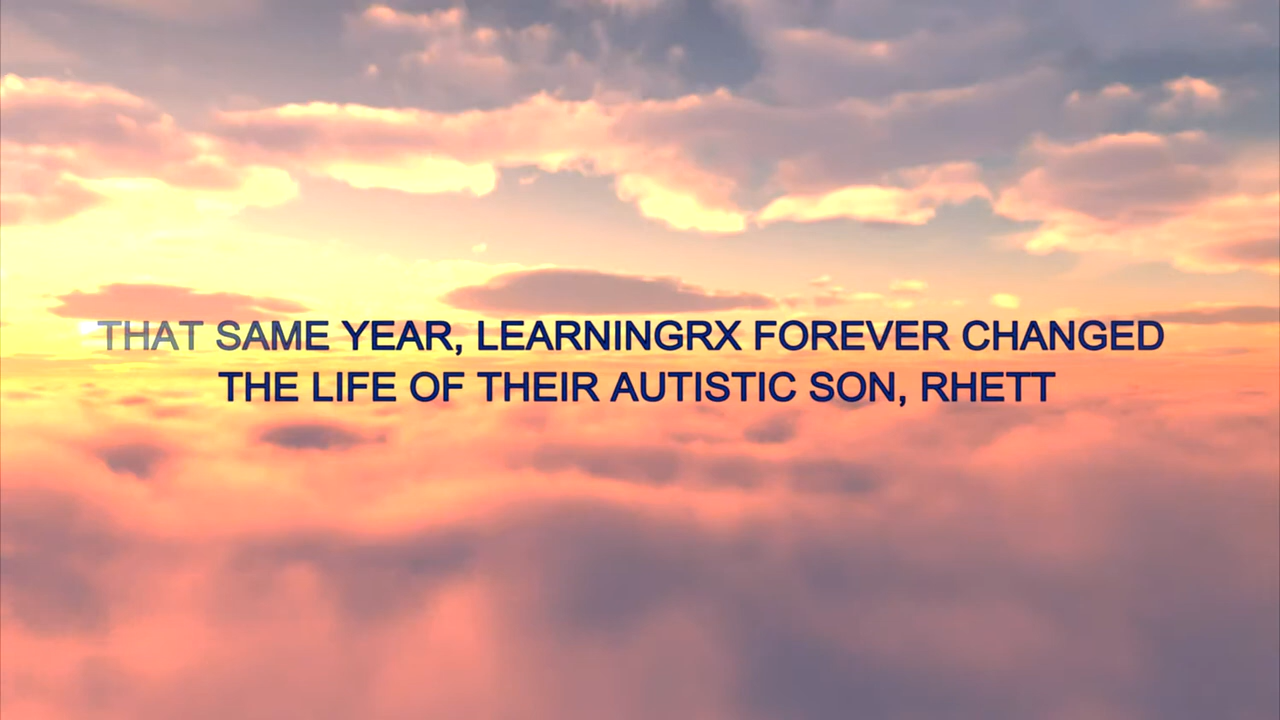 THAT SAME YEAR, LEARNINGRX FOREVER CHANGED
THE LIFE OF THEIR AUTISTIC SON, RHETT